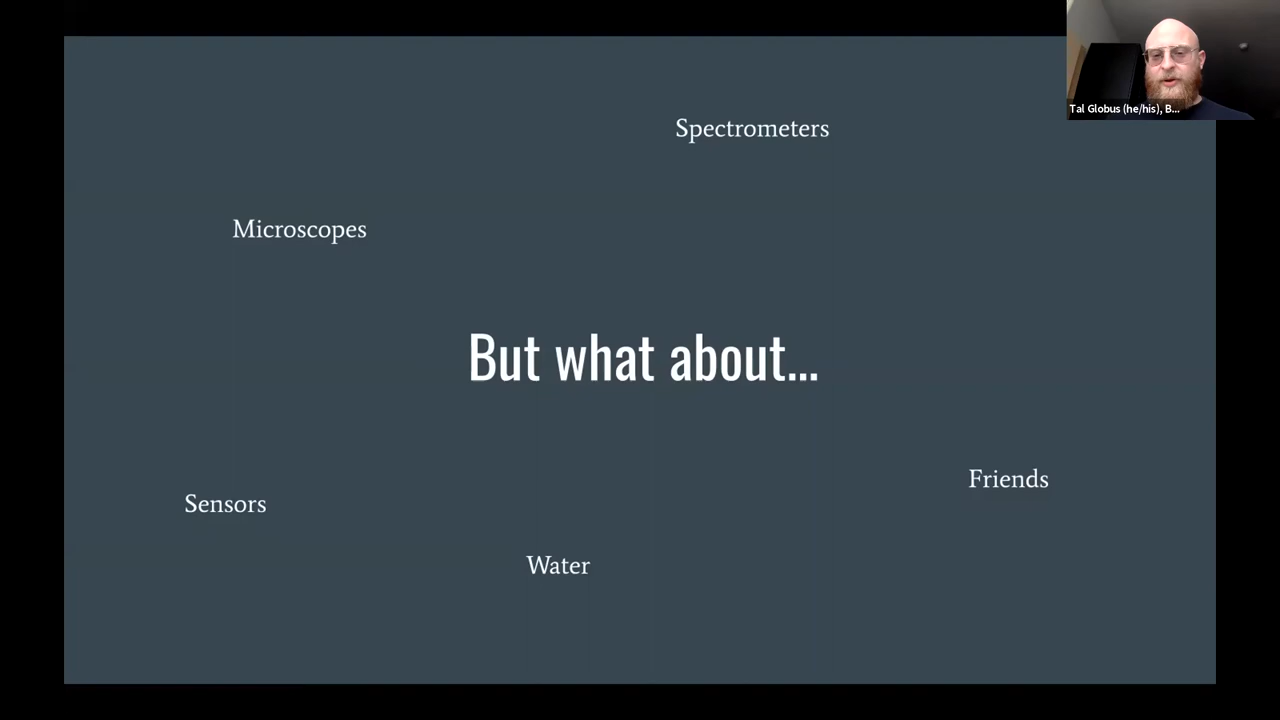 Tal Globus (he/his), B...
Spectrometers
Microscopes
But what about...
Friends
Sensors
Water